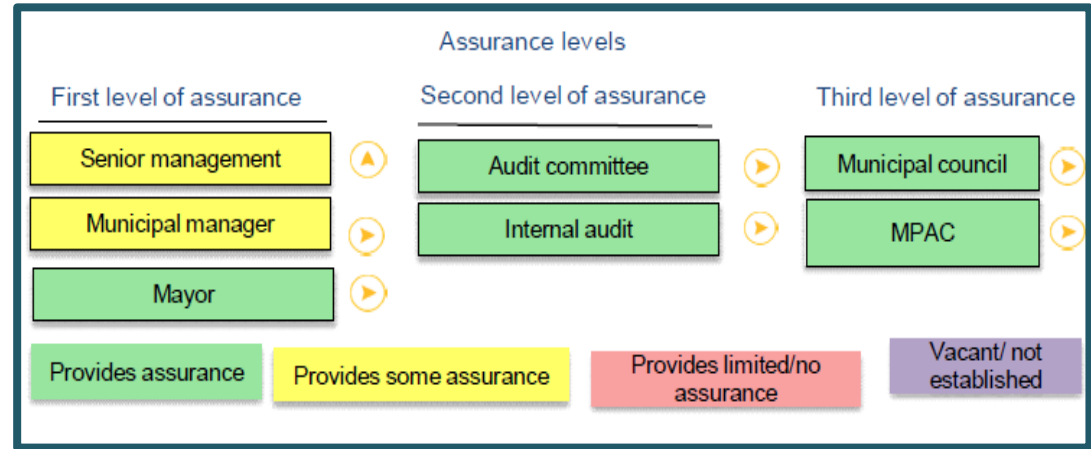 Assurance levels
First level of assurance
Second level of assurance
Third level of assurance
Senior management
Audit committee
Municipal council
Municipal manager
Internal audit
MPAC
Mayor
Provides assurance
Provides some assurance
Provides limited/no
assurance
Vacant/ not
established